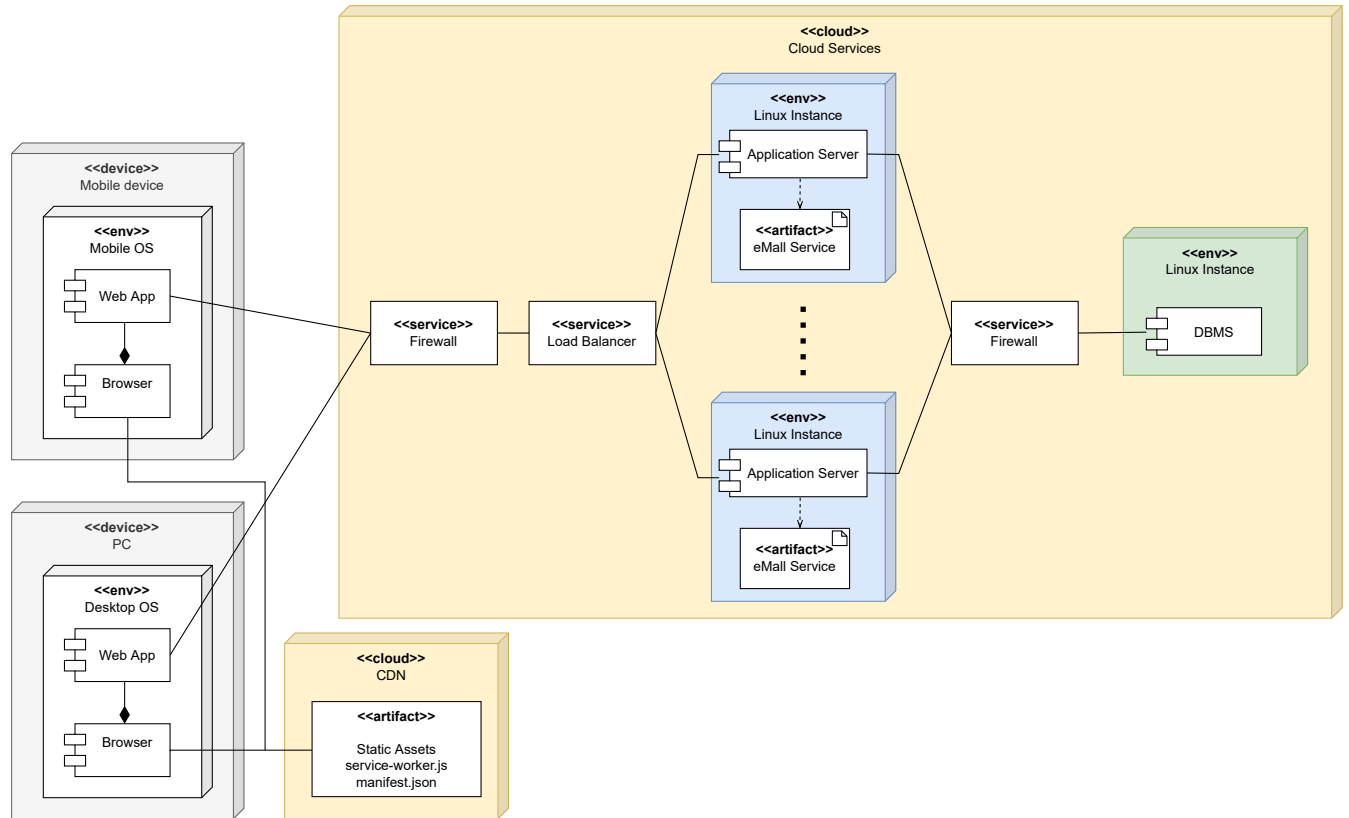 <<cloud>>
Cloud Services
<<env>>
Linux Instance
Application Server
<<artifact>>
eMall Service
<<device>>
Mobile device
<<env>>
Mobile OS
Web App
Browser
<<service>>
Firewall
<<service>>
Load Balancer
<<service>>
Firewall
<<env>>
Linux Instance
DBMS
<<env>>
Linux Instance
Application Server
<<artifact>>
eMall Service
<<device>>
PC
<<env>>
Desktop OS
Web App
Browser
<<cloud>>
CDN
<<artifact>>
Static Assets
service-worker.js
manifest.json